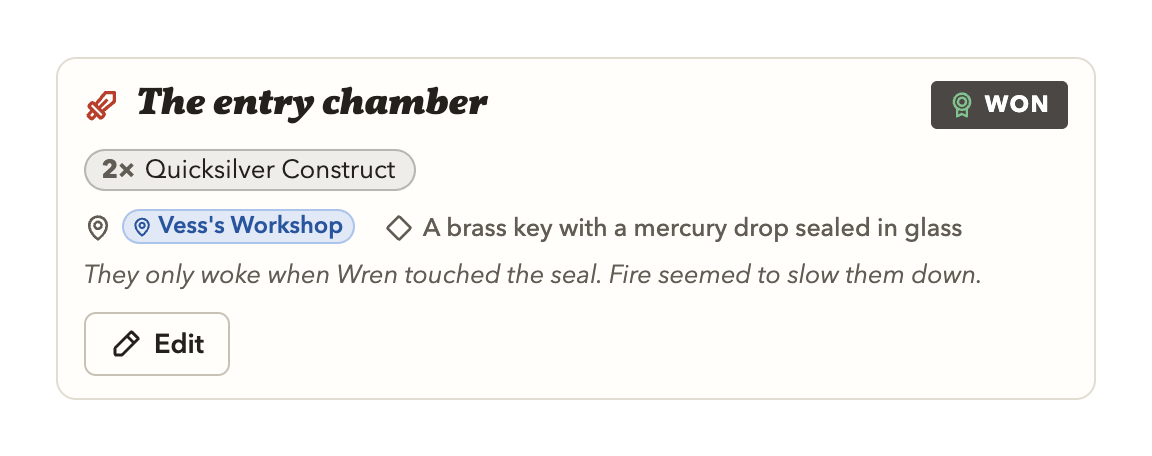 The entry chamber
WON
2× Quicksilver Construct
Vess's Workshop
A brass key with a mercury drop sealed in glass
They only woke when Wren touched the seal. Fire seemed to slow them down.
Edit